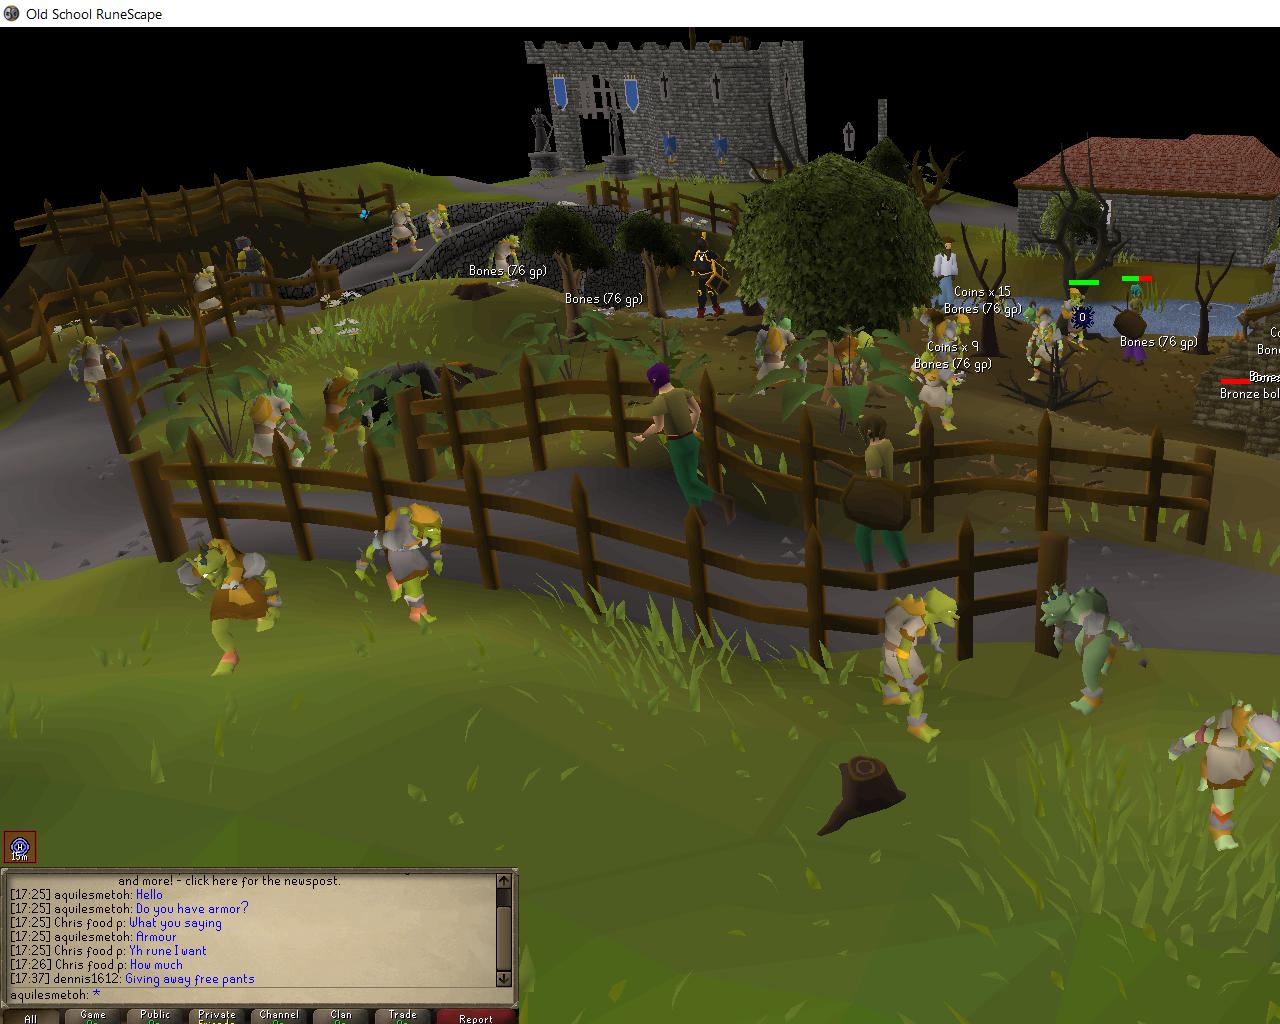 Old School RuneScape
Bones (76 gp)
Bones (76 gp)
Coins x 15
Bones (76 gp)
0
Coins x 9
Bones (76 gp)
Bones (76 gp)
Bronze bol
15m
and more! - click here for the newspost.
[17:25] aquilesmetoh: Hello
[17:25] aquilesmetoh: Do you have armor?
[17:25] Chris food p: What you saying
[17:25] aquilesmetoh: Armour
[17:25] Chris food p: Yh rune I want
[17:26] Chris food p: How much
[17:37] dennis1612: Giving away free pants
aquilesmetoh: *
All Game Public Private Channel Clan Trade Report